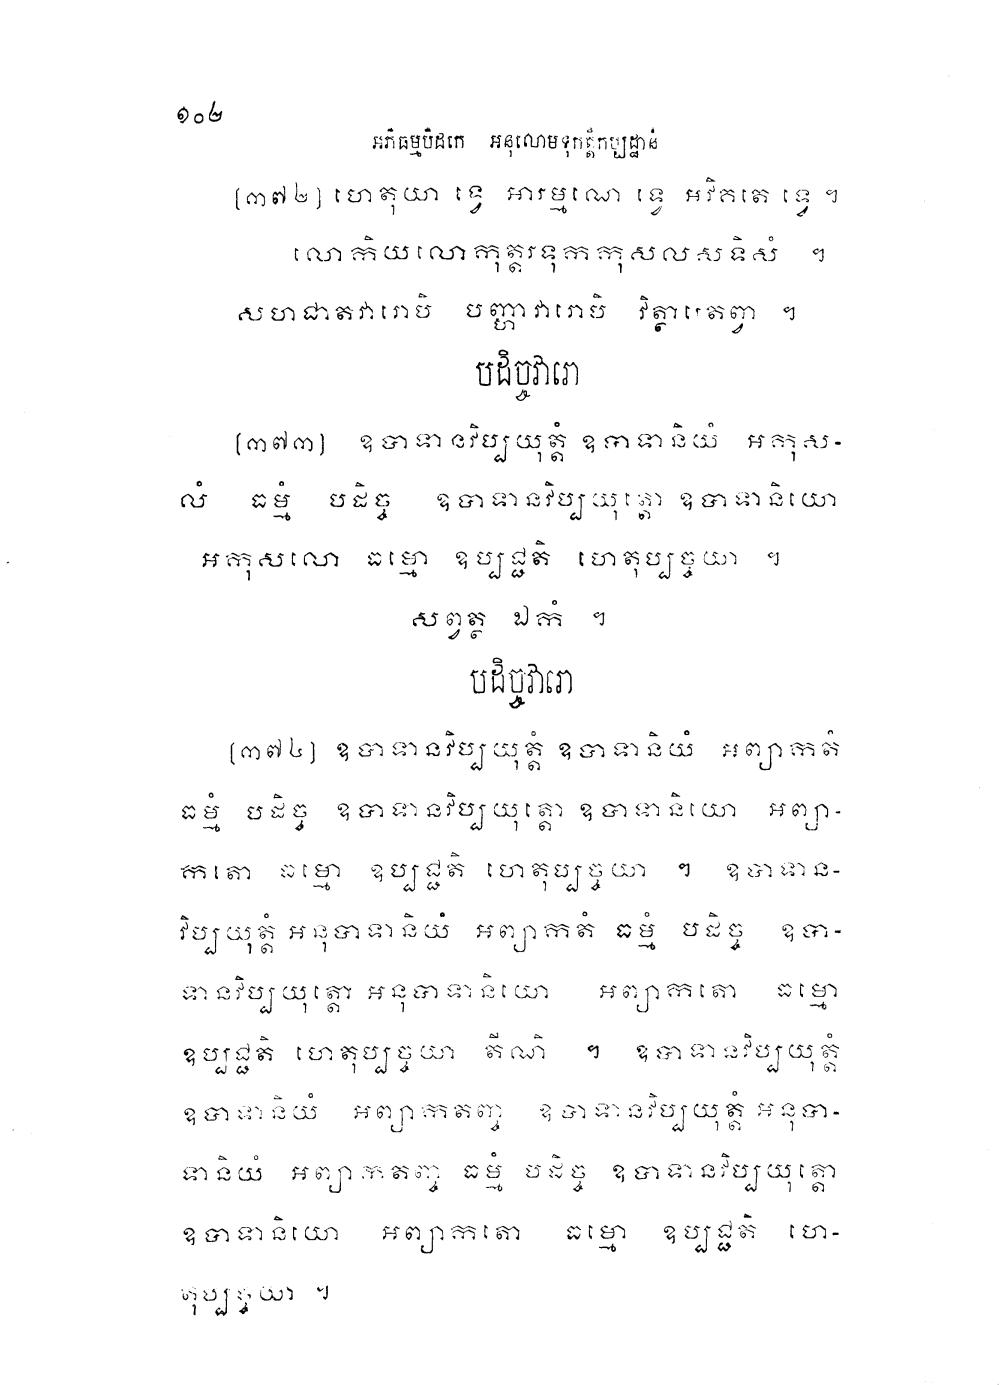 ១០២
អភិធម្មបិដកេ អនុលោមទុកត្តិកប្បដ្ឋានំ
[៣៧២] ហេតុយា ទ្វេ អារម្មណេ ទ្វេ អវិគតេ ទ្វេ ។
លោកិយលោកុត្តរទុកកុសលសទិសំ ។
សហជាតវារោបិ បញ្ហាវារោបិ វិត្ថារេតព្វា ។
បដិច្ចវារោ
[៣៧៣] ឧបាទានវិប្បយុត្តំ ឧបាទានិយំ អកុស-
លំ ធម្មំ បដិច្ច ឧបាទានវិប្បយុត្តោ ឧបាទានិយោ
អកុសលោ ធម្មោ ឧប្បជ្ជតិ ហេតុប្បច្ចយា ។
សព្វត្ថ ឯកំ ។
បដិច្ចវារោ
[៣៧៤] ឧបាទានវិប្បយុត្តំ ឧបាទានិយំ អព្យាកតំ
ធម្មំ បដិច្ច ឧបាទានវិប្បយុត្តោ ឧបាទានិយោ អព្យា-
កតោ ធម្មោ ឧប្បជ្ជតិ ហេតុប្បច្ចយា ។ ឧបាទាន-
វិប្បយុត្តំ អនុបាទានិយំ អព្យាកតំ ធម្មំ បដិច្ច ឧបា-
ទានវិប្បយុត្តោ អនុបាទានិយោ អព្យាកតោ ធម្មោ
ឧប្បជ្ជតិ ហេតុប្បច្ចយា តីណិ ។ ឧបាទានវិប្បយុត្តំ
ឧបាទានិយំ អព្យាកតញ្ច ឧបាទានវិប្បយុត្តំ អនុបា-
ទានិយំ អព្យាកតញ្ច ធម្មំ បដិច្ច ឧបាទានវិប្បយុត្តោ
ឧបាទានិយោ អព្យាកតោ ធម្មោ ឧប្បជ្ជតិ ហេ-
តុប្បច្ចយា ។